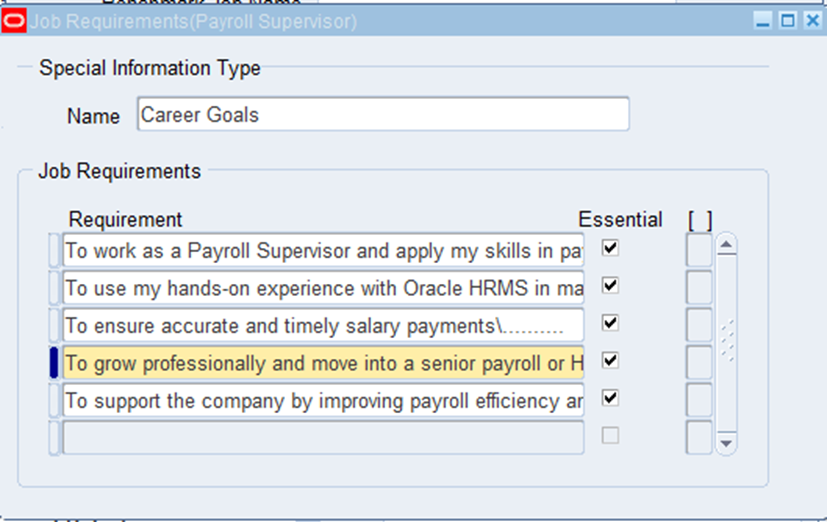 Job Requirements(Payroll Supervisor)
Special Information Type
Name Career Goals
Job Requirements
Requirement Essential [ ]
To work as a Payroll Supervisor and apply my skills in pa
To use my hands-on experience with Oracle HRMS in ma
To ensure accurate and timely salary payments\..........
To grow professionally and move into a senior payroll or H
To support the company by improving payroll efficiency ar